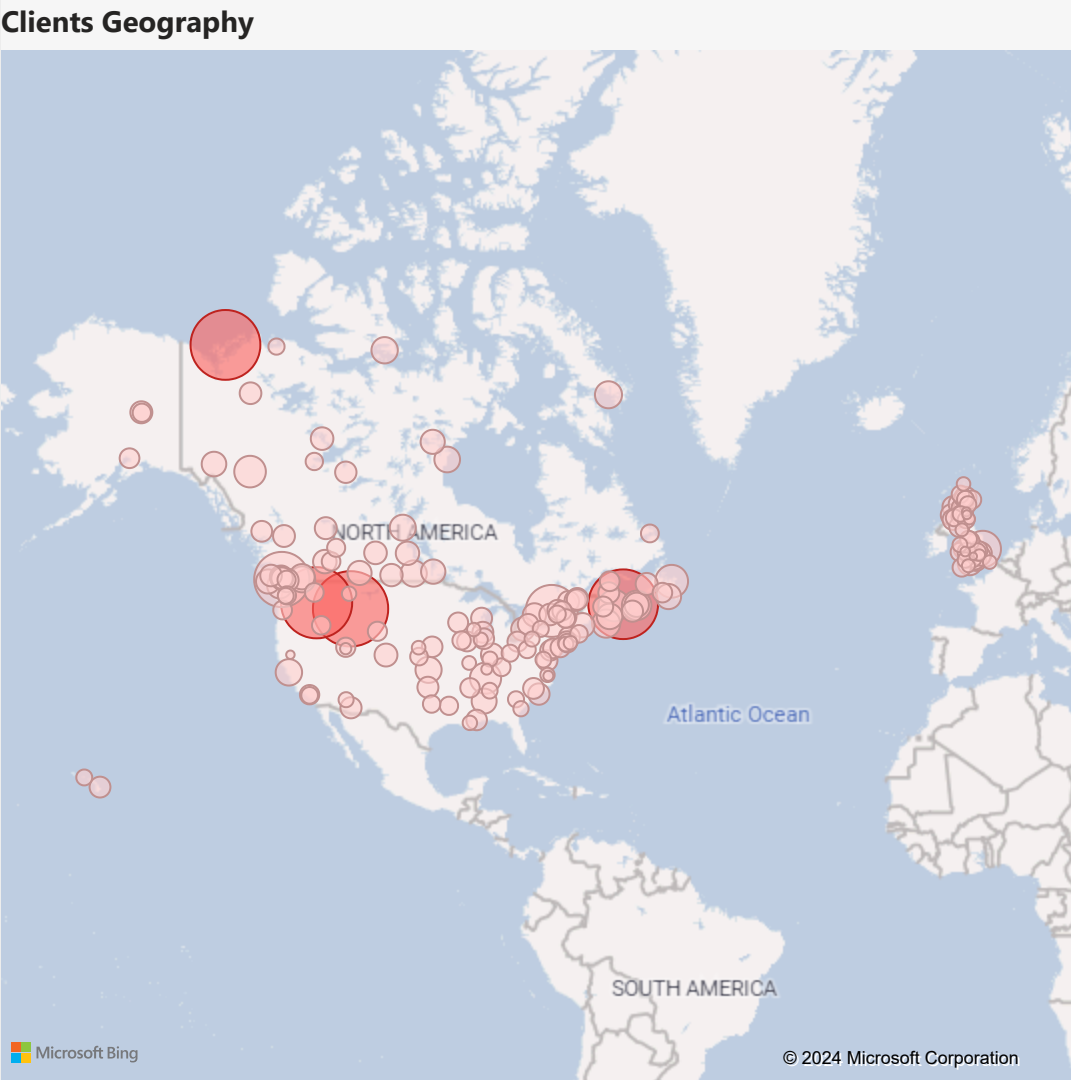 Clients Geography
NORTH AMERICA
Atlantic Ocean
SOUTH AMERICA
Microsoft Bing
© 2024 Microsoft Corporation